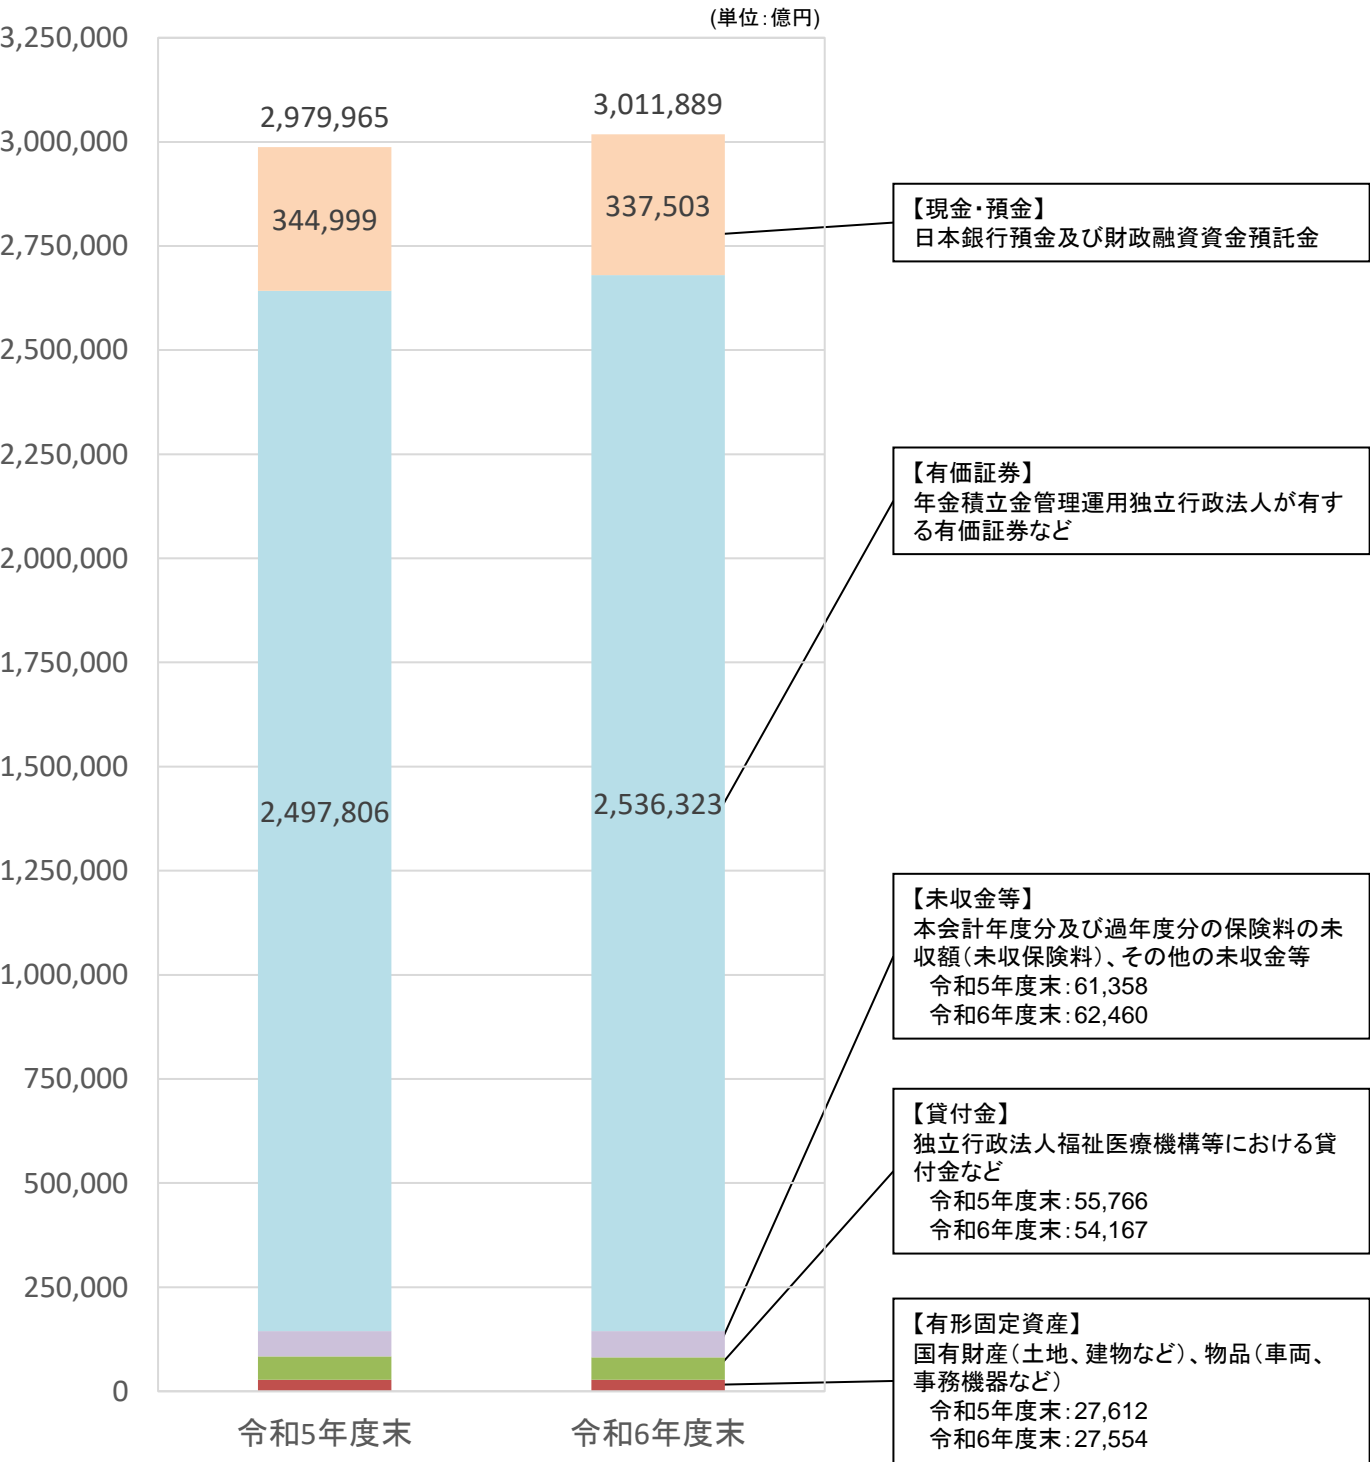 (単位:億円)
3,250,000
3,000,000
2,750,000
2,500,000
2,250,000
2,000,000
1,750,000
1,500,000
1,250,000
1,000,000
750,000
500,000
250,000
0
2,979,965
344,999
2,497,806
令和5年度末
3,011,889
337,503
2,536,323
令和6年度末
【現金・預金】
日本銀行預金及び財政融資資金預託金
【有価証券】
年金積立金管理運用独立行政法人が有す
る有価証券など
【未収金等】
本会計年度分及び過年度分の保険料の未
収額(未収保険料)、その他の未収金等
令和5年度末:61,358
令和6年度末:62,460
【貸付金】
独立行政法人福祉医療機構等における貸
付金など
令和5年度末:55,766
令和6年度末:54,167
【有形固定資産】
国有財産(土地、建物など)、物品(車両、
事務機器など)
令和5年度末:27,612
令和6年度末:27,554